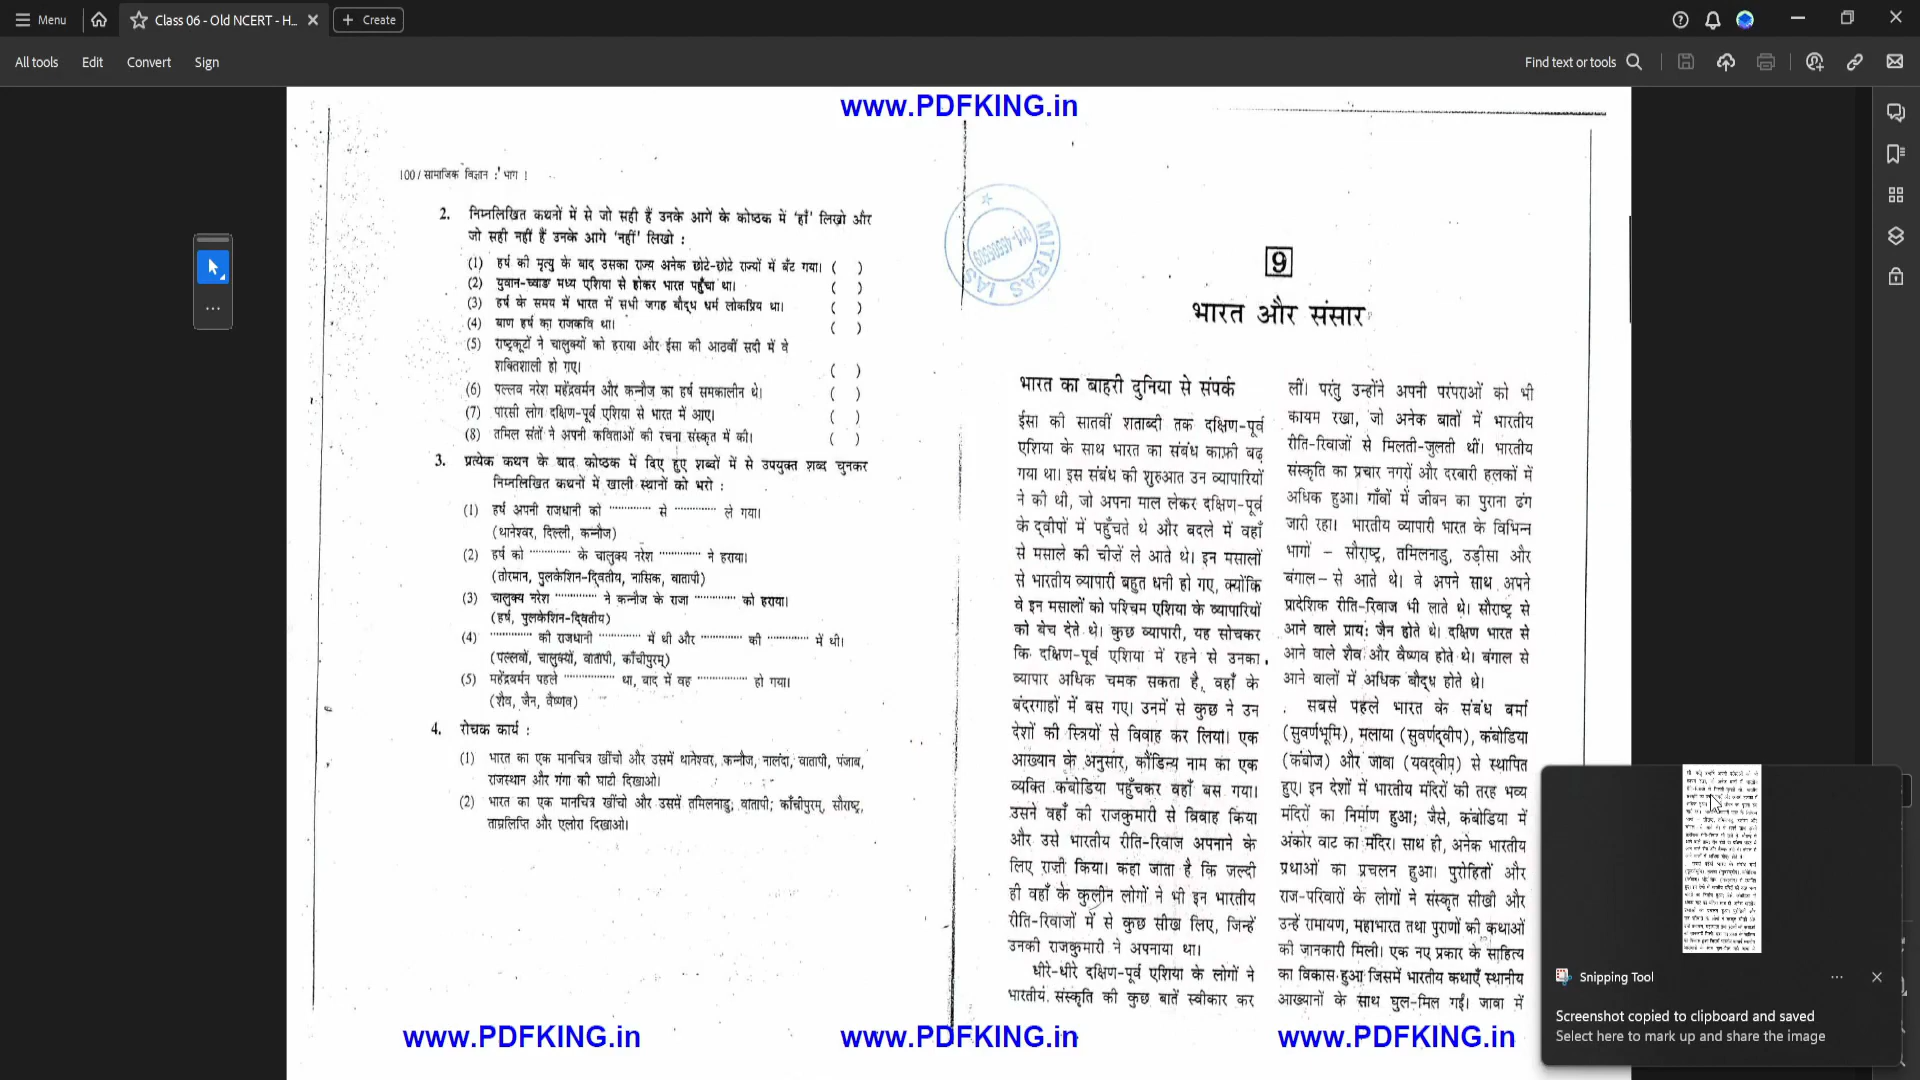 Menu
Class 06 - Old NCERT - H...
Create
All tools
Edit
Convert
Sign
Find text or tools
www.PDFKING.in
100 / सामाजिक विज्ञान : भाग 1
2. निम्नलिखित कथनों में से जो सही हैं उनके आगे के कोष्ठक में 'हाँ' लिखो और
जो सही नहीं हैं उनके आगे 'नहीं' लिखो :
(1) हर्ष की मृत्यु के बाद उसका राज्य अनेक छोटे-छोटे राज्यों में बँट गया। ( )
(2) युवान-च्वाङ मध्य एशिया से होकर भारत पहुँचा था। ( )
(3) हर्ष के समय में भारत में सभी जगह बौद्ध धर्म लोकप्रिय था। ( )
(4) बाण हर्ष का राजकवि था। ( )
(5) राष्ट्रकूटों ने चालुक्यों को हराया और ईसा की आठवीं सदी में वे
शक्तिशाली हो गए। ( )
(6) पल्लव नरेश महेंद्रवर्मन और कन्नौज का हर्ष समकालीन थे। ( )
(7) पारसी लोग दक्षिण-पूर्व एशिया से भारत में आए। ( )
(8) तमिल संतों ने अपनी कविताओं की रचना संस्कृत में की। ( )
3. प्रत्येक कथन के बाद कोष्ठक में दिए हुए शब्दों में से उपयुक्त शब्द चुनकर
निम्नलिखित कथनों में खाली स्थानों को भरो :
(1) हर्ष अपनी राजधानी को ............ से ............ ले गया।
(थानेश्वर, दिल्ली, कन्नौज)
(2) हर्ष को ............ के चालुक्य नरेश ............ ने हराया।
(तोरमान, पुलकेशिन-द्वितीय, नासिक, वातापी)
(3) चालुक्य नरेश ............ ने कन्नौज के राजा ............ को हराया।
(हर्ष, पुलकेशिन-द्वितीय)
(4) ............ की राजधानी ............ में थी और ............ की ............ में थी।
(पल्लवों, चालुक्यों, वातापी, काँचीपुरम्)
(5) महेंद्रवर्मन पहले ............ था, बाद में वह ............ हो गया।
(शैव, जैन, वैष्णव)
4. रोचक कार्य :
(1) भारत का एक मानचित्र खींचो और उसमें थानेश्वर, कन्नौज, नालंदा, वातापी, पंजाब,
राजस्थान और गंगा की घाटी दिखाओ।
(2) भारत का एक मानचित्र खींचो और उसमें तमिलनाडु, वातापी, काँचीपुरम्, सौराष्ट्र,
ताम्रलिप्ति और एलोरा दिखाओ।
MITRAS IAS
9
भारत और संसार
भारत का बाहरी दुनिया से संपर्क
ईसा की सातवीं शताब्दी तक दक्षिण-पूर्व
एशिया के साथ भारत का संबंध काफ़ी बढ़
गया था। इस संबंध की शुरुआत उन व्यापारियों
ने की थी, जो अपना माल लेकर दक्षिण-पूर्व
के द्वीपों में पहुँचते थे और बदले में वहाँ
से मसाले की चीजें ले आते थे। इन मसालों
से भारतीय व्यापारी बहुत धनी हो गए, क्योंकि
वे इन मसालों को पश्चिम एशिया के व्यापारियों
को बेच देते थे। कुछ व्यापारी, यह सोचकर
कि दक्षिण-पूर्व एशिया में रहने से उनका
व्यापार अधिक चमक सकता है, वहाँ के
बंदरगाहों में बस गए। उनमें से कुछ ने उन
देशों की स्त्रियों से विवाह कर लिया। एक
आख्यान के अनुसार, कौंडिन्य नाम का एक
व्यक्ति कंबोडिया पहुँचकर वहाँ बस गया।
उसने वहाँ की राजकुमारी से विवाह किया
और उसे भारतीय रीति-रिवाज अपनाने के
लिए राज़ी किया। कहा जाता है कि जल्दी
ही वहाँ के कुलीन लोगों ने भी इन भारतीय
रीति-रिवाजों में से कुछ सीख लिए, जिन्हें
उनकी राजकुमारी ने अपनाया था।
धीरे-धीरे दक्षिण-पूर्व एशिया के लोगों ने
भारतीय संस्कृति की कुछ बातें स्वीकार कर
लीं। परंतु उन्होंने अपनी परंपराओं को भी
कायम रखा, जो अनेक बातों में भारतीय
रीति-रिवाजों से मिलती-जुलती थीं। भारतीय
संस्कृति का प्रचार नगरों और दरबारी हलकों में
अधिक हुआ। गाँवों में जीवन का पुराना ढंग
जारी रहा। भारतीय व्यापारी भारत के विभिन्न
भागों – सौराष्ट्र, तमिलनाडु, उड़ीसा और
बंगाल – से आते थे। वे अपने साथ अपने
प्रादेशिक रीति-रिवाज भी लाते थे। सौराष्ट्र से
आने वाले प्राय: जैन होते थे। दक्षिण भारत से
आने वाले शैव और वैष्णव होते थे। बंगाल से
आने वालों में अधिक बौद्ध होते थे।
सबसे पहले भारत के संबंध बर्मा
(सुवर्णभूमि), मलाया (सुवर्णद्वीप), कंबोडिया
(कंबोज) और जावा (यवद्वीप) से स्थापित
हुए। इन देशों में भारतीय मंदिरों की तरह भव्य
मंदिरों का निर्माण हुआ; जैसे, कंबोडिया में
अंकोर वाट का मंदिर। साथ ही, अनेक भारतीय
प्रथाओं का प्रचलन हुआ। पुरोहितों और
राज-परिवारों के लोगों ने संस्कृत सीखी और
उन्हें रामायण, महाभारत तथा पुराणों की कथाओं
की जानकारी मिली। एक नए प्रकार के साहित्य
का विकास हुआ जिसमें भारतीय कथाएँ स्थानीय
आख्यानों के साथ घुल-मिल गईं। जावा में
www.PDFKING.in
www.PDFKING.in
www.PDFKING.in
Snipping Tool
Screenshot copied to clipboard and saved
Select here to mark up and share the image